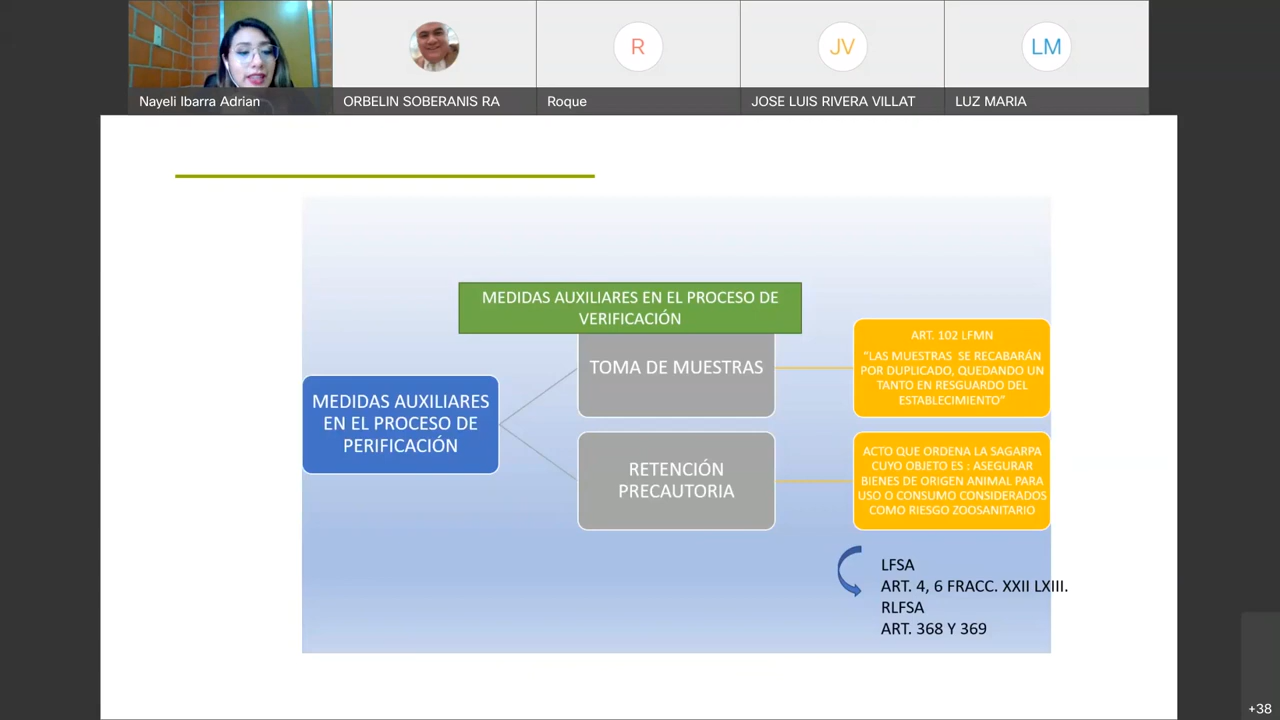 R
JV
LM
Nayeli Ibarra Adrian
ORBELIN SOBERANIS RA
Roque
JOSE LUIS RIVERA VILLAT
LUZ MARIA
MEDIDAS AUXILIARES EN EL PROCESO DE
VERIFICACIÓN
MEDIDAS AUXILIARES
EN EL PROCESO DE
PERIFICACIÓN
TOMA DE MUESTRAS
ART. 102 LFMN
“LAS MUESTRAS SE RECABARÁN
POR DUPLICADO, QUEDANDO UN
TANTO EN RESGUARDO DEL
ESTABLECIMIENTO”
RETENCIÓN
PRECAUTORIA
ACTO QUE ORDENA LA SAGARPA
CUYO OBJETO ES : ASEGURAR
BIENES DE ORIGEN ANIMAL PARA
USO O CONSUMO CONSIDERADOS
COMO RIESGO ZOOSANITARIO
LFSA
ART. 4, 6 FRACC. XXII LXIII.
RLFSA
ART. 368 Y 369
+38